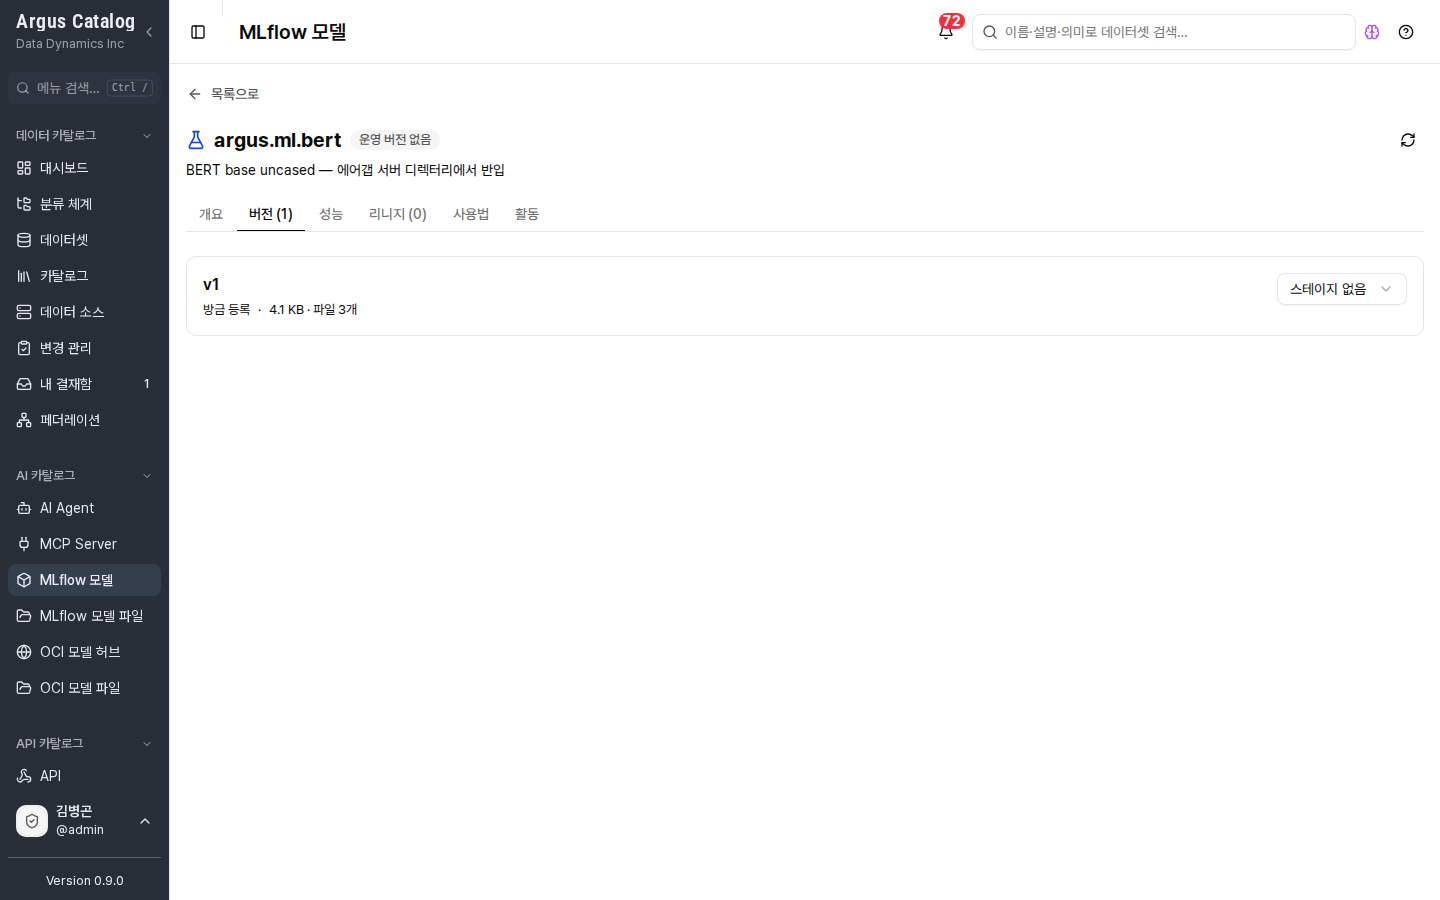 Argus Catalog
Data Dynamics Inc
메뉴 검색...
Ctrl /
데이터 카탈로그
대시보드
분류 체계
데이터셋
카탈로그
데이터 소스
변경 관리
내 결재함
1
페더레이션
AI 카탈로그
AI Agent
MCP Server
MLflow 모델
MLflow 모델 파일
OCI 모델 허브
OCI 모델 파일
API 카탈로그
API
김병곤
@admin
Version 0.9.0
MLflow 모델
72
이름·설명·의미로 데이터셋 검색...
목록으로
argus.ml.bert
운영 버전 없음
BERT base uncased — 에어갭 서버 디렉터리에서 반입
개요
버전 (1)
성능
리니지 (0)
사용법
활동
v1
방금 등록 · 4.1 KB · 파일 3개
스테이지 없음